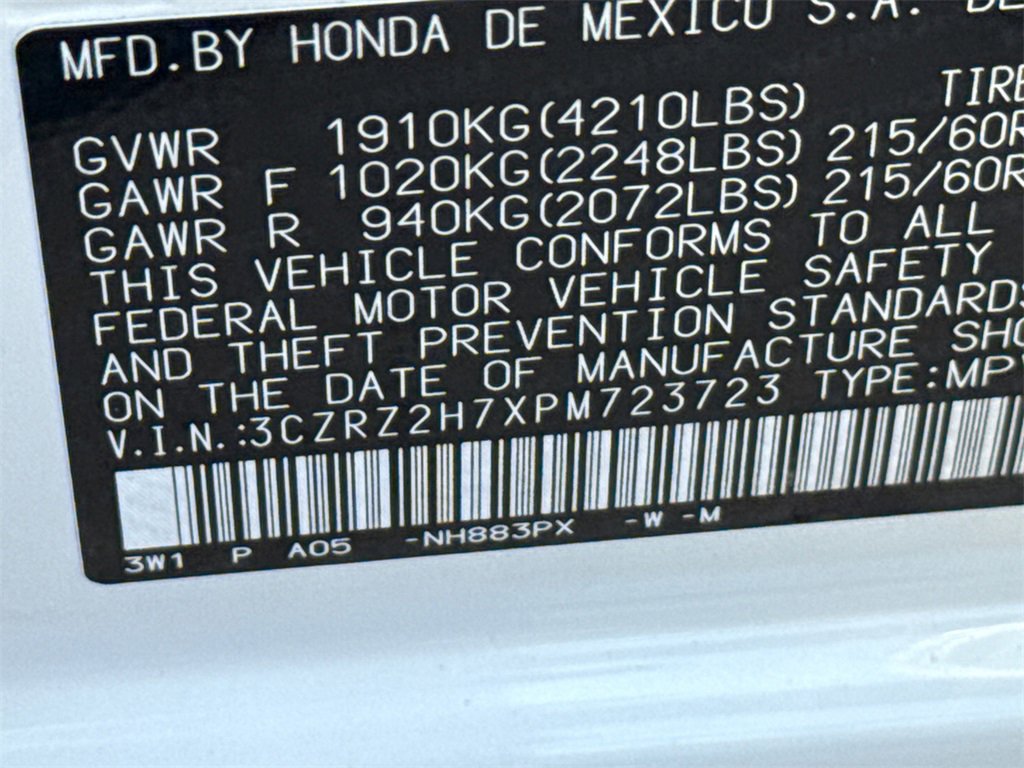 MFD.BY HONDA DE MEXICO S.A. DE
TIRE
GVWR 1910KG(4210LBS)
GAWR F 1020KG(2248LBS) 215/60R
GAWR R 940KG(2072LBS) 215/60R
THIS VEHICLE CONFORMS TO ALL
FEDERAL MOTOR VEHICLE SAFETY
AND THEFT PREVENTION STANDARDS
ON THE DATE OF MANUFACTURE SHO
V.I.N.:3CZRZ2H7XPM723723 TYPE:MPV
3W1 P A05 -NH883PX -W -M